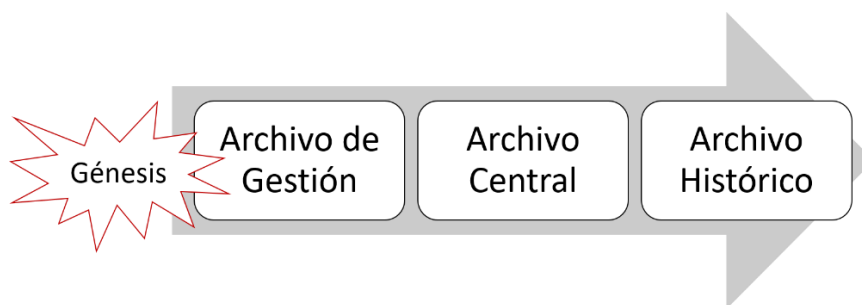 Génesis
Archivo de
Gestión
Archivo
Central
Archivo
Histórico